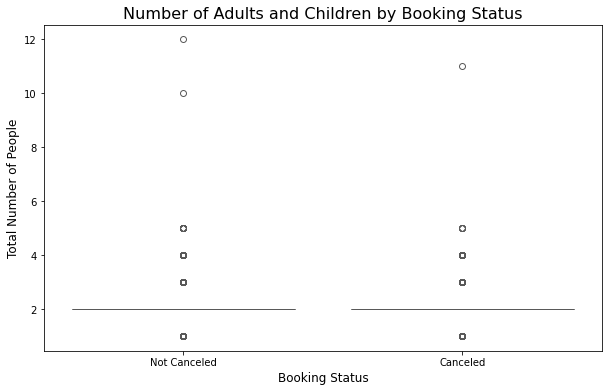 Number of Adults and Children by Booking Status
Total Number of People
12
10
8
6
4
2
Not Canceled
Canceled
Booking Status